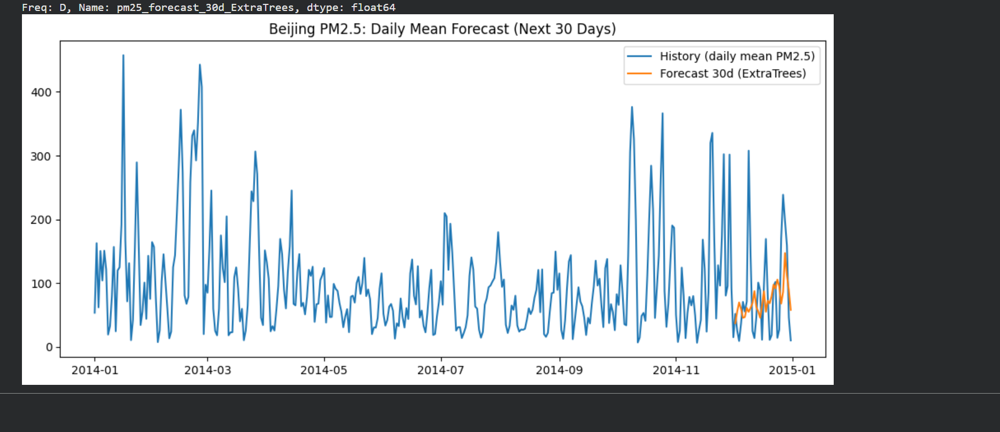 Freq: D, Name: pm25_forecast_30d_ExtraTrees, dtype: float64
Beijing PM2.5: Daily Mean Forecast (Next 30 Days)
History (daily mean PM2.5)
Forecast 30d (ExtraTrees)
400
300
200
100
0
2014-01 2014-03 2014-05 2014-07 2014-09 2014-11 2015-01